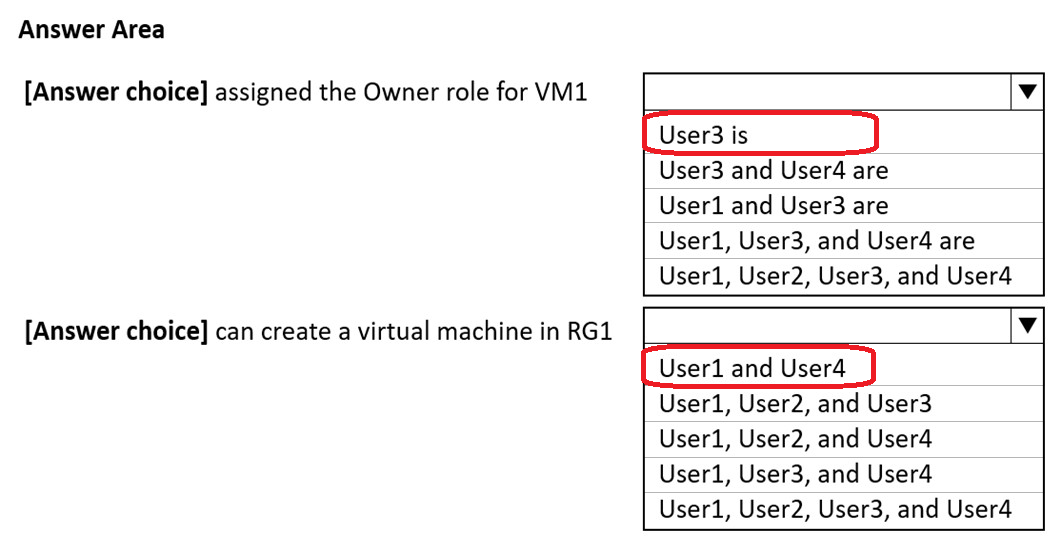 Answer Area
[Answer choice] assigned the Owner role for VM1
User3 is
User3 and User4 are
User1 and User3 are
User1, User3, and User4 are
User1, User2, User3, and User4
[Answer choice] can create a virtual machine in RG1
User1 and User4
User1, User2, and User3
User1, User2, and User4
User1, User3, and User4
User1, User2, User3, and User4